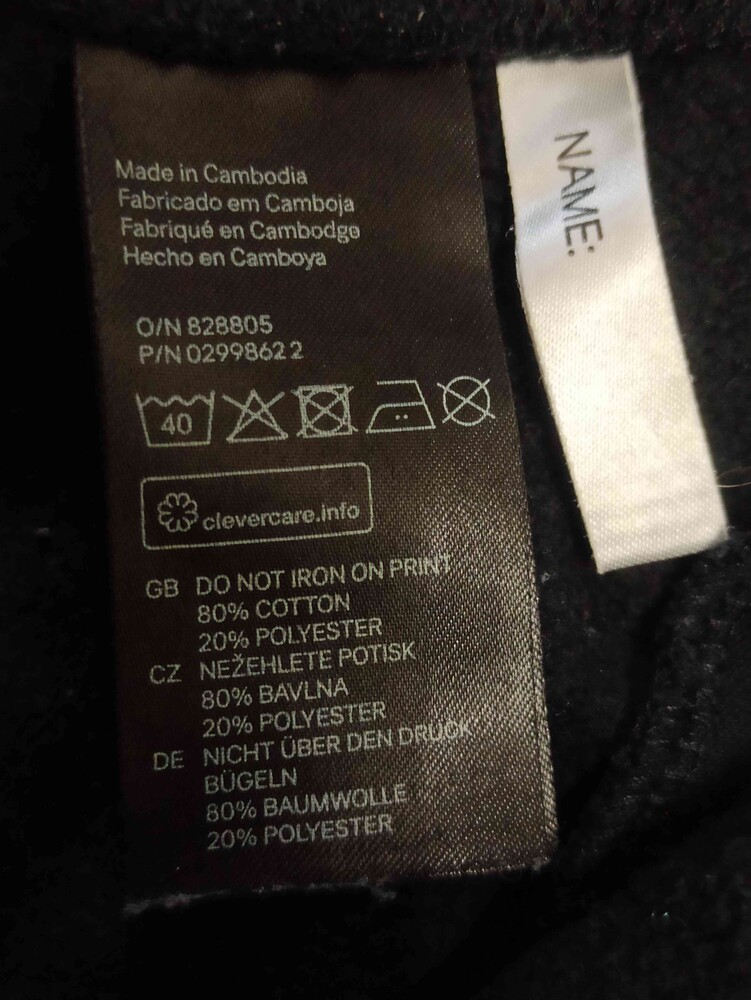 Made in Cambodia
Fabricado em Camboja
Fabriqué en Cambodge
Hecho en Camboya
O/N 828805
P/N 02998622
40
clevercare.info
GB DO NOT IRON ON PRINT
80% COTTON
20% POLYESTER
CZ NEŽEHLETE POTISK
80% BAVLNA
20% POLYESTER
DE NICHT ÜBER DEN DRUCK
BÜGELN
80% BAUMWOLLE
20% POLYESTER
NAME: